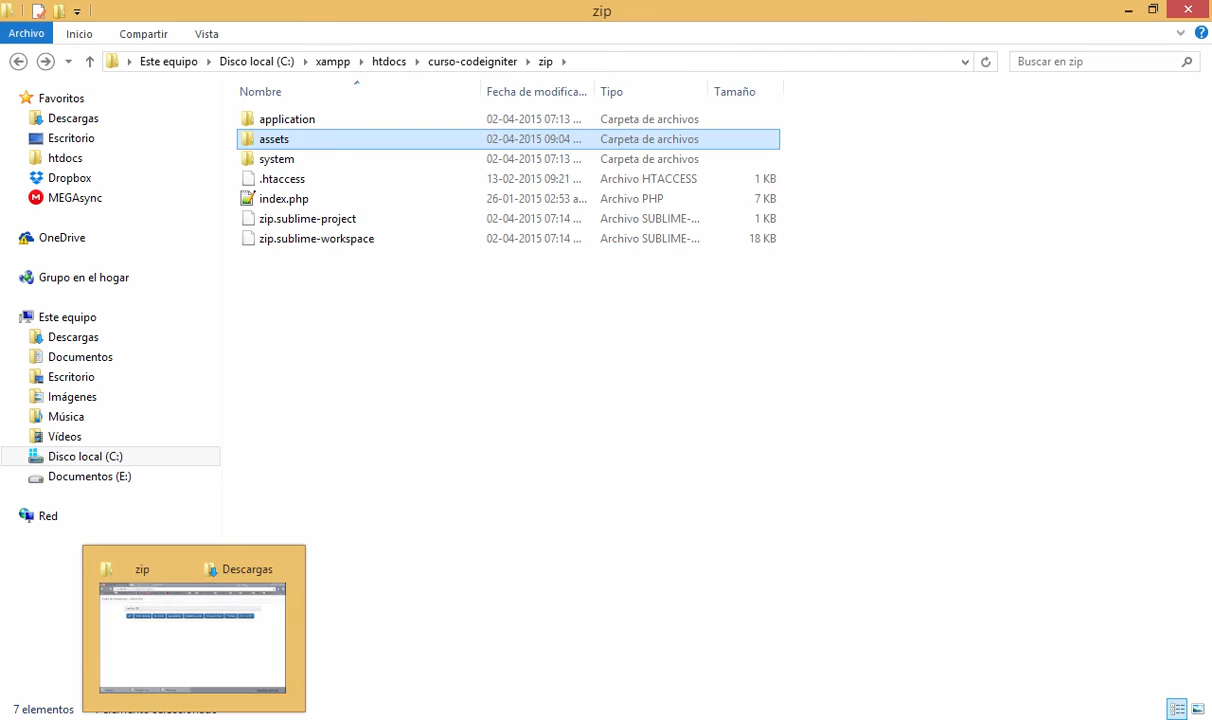 zip
Archivo Inicio Compartir Vista
Este equipo Disco local (C:) xampp htdocs curso-codeigniter zip
Buscar en zip
Nombre Fecha de modifica... Tipo Tamaño
application 02-04-2015 07:13 ... Carpeta de archivos
assets 02-04-2015 09:04 ... Carpeta de archivos
system 02-04-2015 07:13 ... Carpeta de archivos
.htaccess 13-02-2015 09:21 ... Archivo HTACCESS 1 KB
index.php 26-01-2015 02:53 a... Archivo PHP 7 KB
zip.sublime-project 02-04-2015 07:14 ... Archivo SUBLIME-... 1 KB
zip.sublime-workspace 02-04-2015 07:14 ... Archivo SUBLIME-... 18 KB
Favoritos
Descargas
Escritorio
htdocs
Dropbox
MEGAsync
OneDrive
Grupo en el hogar
Este equipo
Descargas
Documentos
Escritorio
Imágenes
Música
Vídeos
Disco local (C:)
Documentos (E:)
Red
zip Descargas
7 elementos